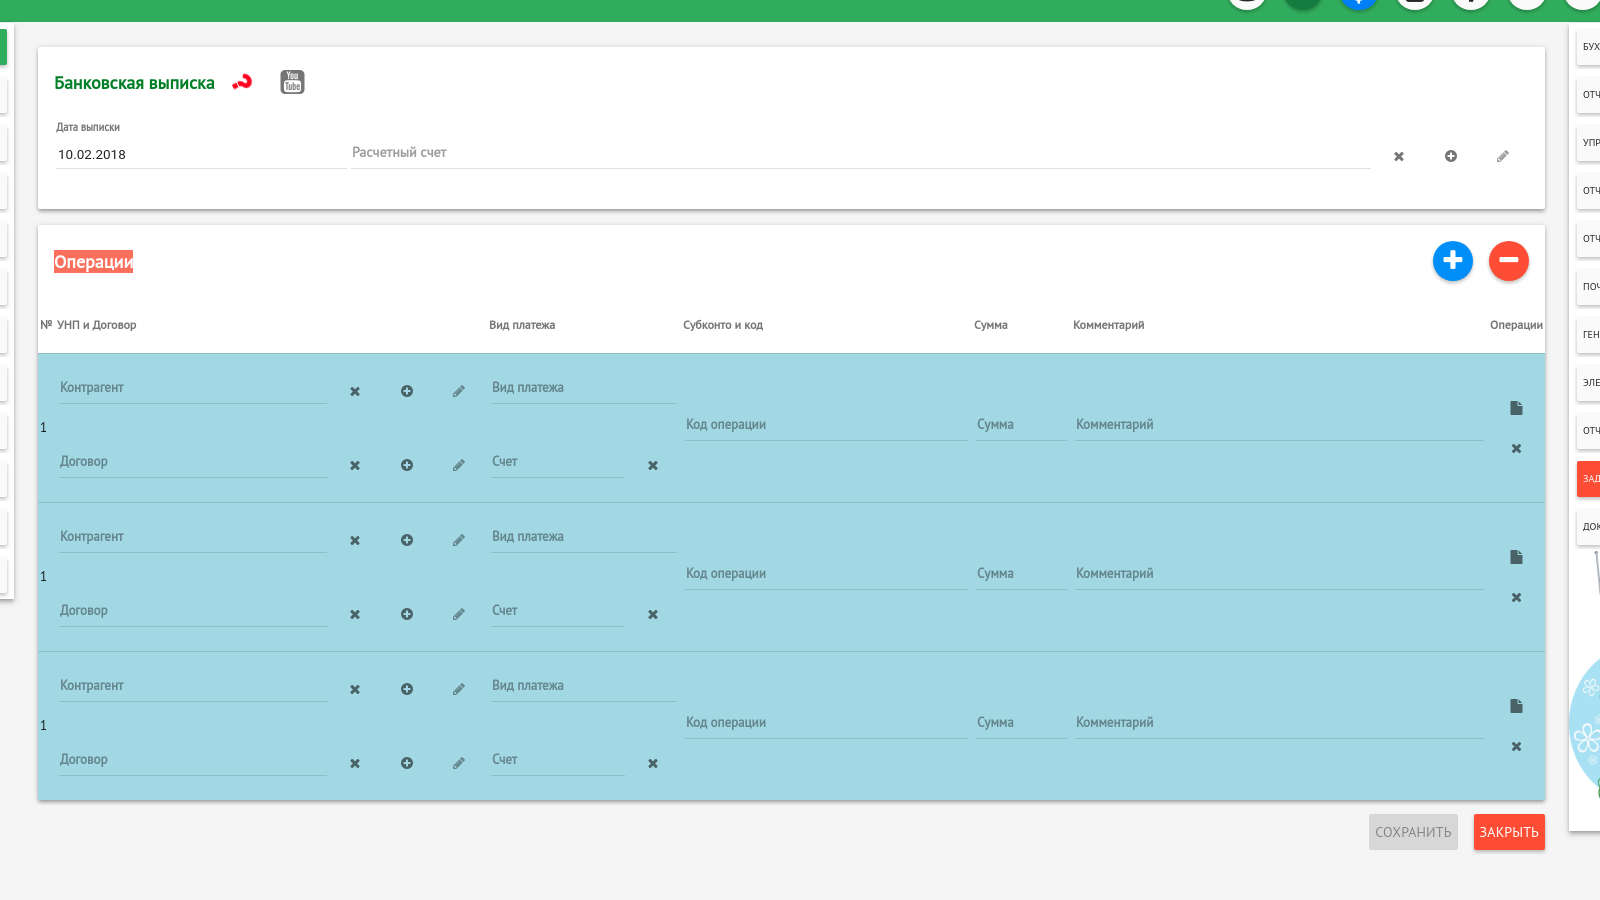 Банковская выписка
You
Tube
Дата выписки
10.02.2018 Расчетный счет
Операции
№ УНП и Договор Вид платежа Субконто и код Сумма Комментарий Операции
Контрагент Вид платежа
1 Код операции Сумма Комментарий
Договор Счет
Контрагент Вид платежа
1 Код операции Сумма Комментарий
Договор Счет
Контрагент Вид платежа
1 Код операции Сумма Комментарий
Договор Счет
СОХРАНИТЬ ЗАКРЫТЬ
БУХ
ОТЧ
УПР
ОТЧ
ОТЧ
ПОЧ
ГЕН
ЭЛЕ
ОТЧ
ЗАД
ДОК